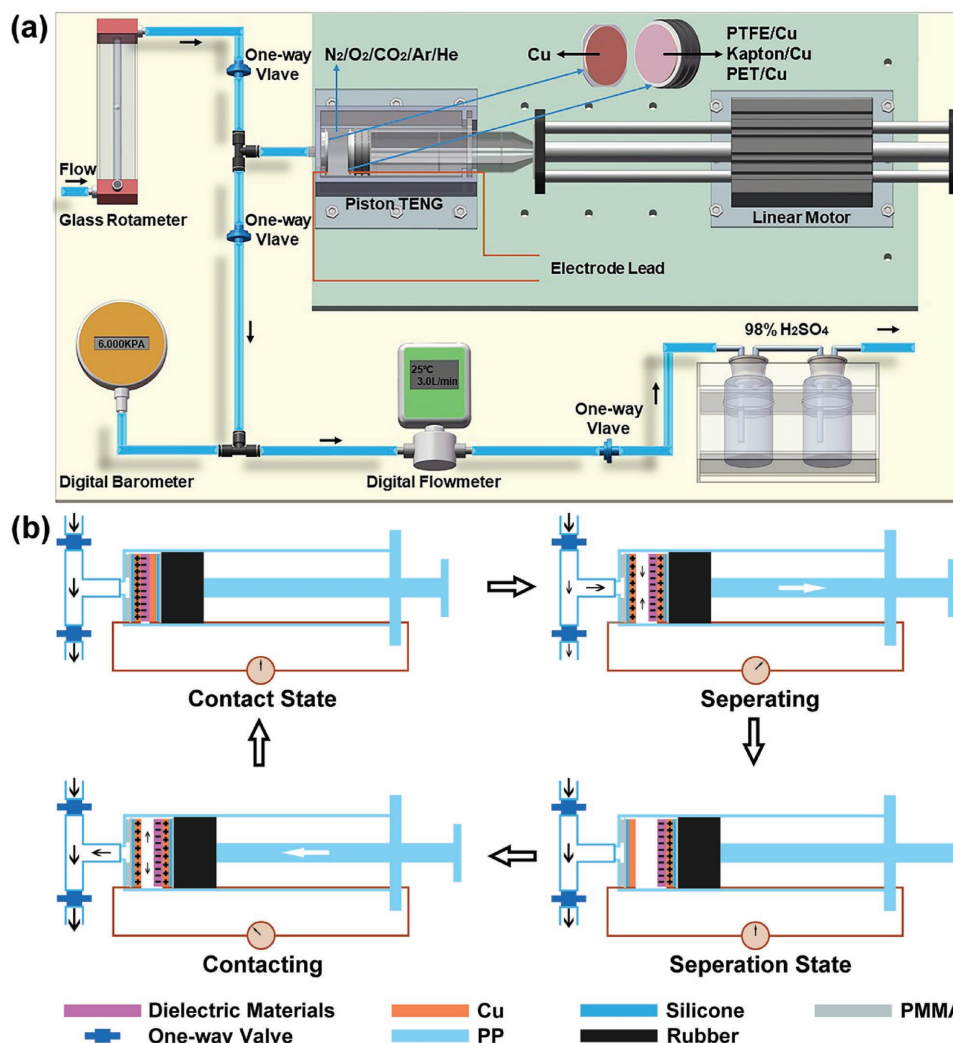 (a)
One-way
Vlave
N₂/O₂/CO₂/Ar/He
Cu
PTFE/Cu
Kapton/Cu
PET/Cu
Flow
Glass Rotameter
One-way
Vlave
Piston TENG
Linear Motor
Electrode Lead
6.000KPA
25°C
3.0L/min
98% H₂SO₄
One-way
Vlave
Digital Barometer
Digital Flowmeter
(b)
Contact State
Seperating
Contacting
Seperation State
Dielectric Materials
Cu
Silicone
PMMA
One-way Valve
PP
Rubber